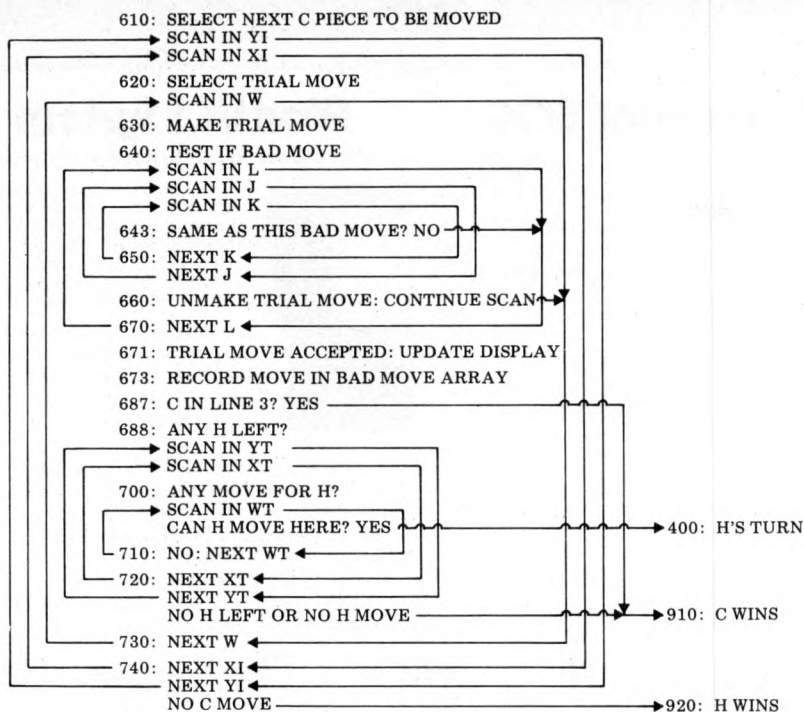 610: SELECT NEXT C PIECE TO BE MOVED
SCAN IN YI
SCAN IN XI
620: SELECT TRIAL MOVE
SCAN IN W
630: MAKE TRIAL MOVE
640: TEST IF BAD MOVE
SCAN IN L
SCAN IN J
SCAN IN K
643: SAME AS THIS BAD MOVE? NO
650: NEXT K
NEXT J
660: UNMAKE TRIAL MOVE: CONTINUE SCAN
670: NEXT L
671: TRIAL MOVE ACCEPTED: UPDATE DISPLAY
673: RECORD MOVE IN BAD MOVE ARRAY
687: C IN LINE 3? YES
688: ANY H LEFT?
SCAN IN YT
SCAN IN XT
700: ANY MOVE FOR H?
SCAN IN WT
CAN H MOVE HERE? YES 400: H'S TURN
710: NO: NEXT WT
720: NEXT XT
NEXT YT
NO H LEFT OR NO H MOVE 910: C WINS
730: NEXT W
740: NEXT XI
NEXT YI
NO C MOVE 920: H WINS